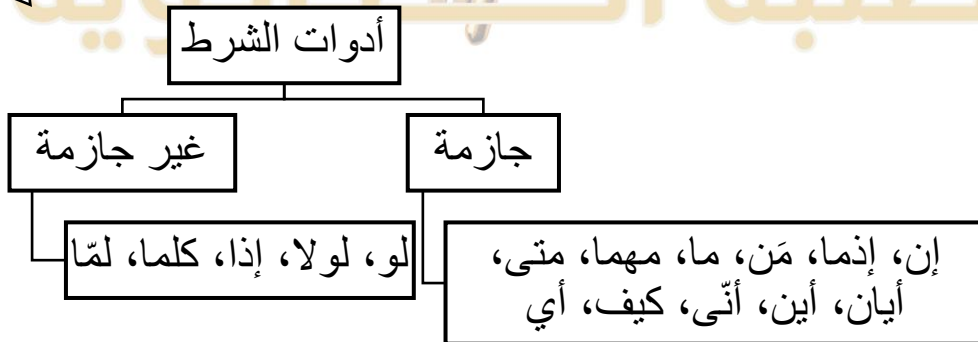 أدوات الشرط
جازمة
غير جازمة
إن، إذما، مَن، ما، مهما، متى،
أيان، أين، أنّى، كيف، أي
لو، لولا، إذا، كلما، لمّا